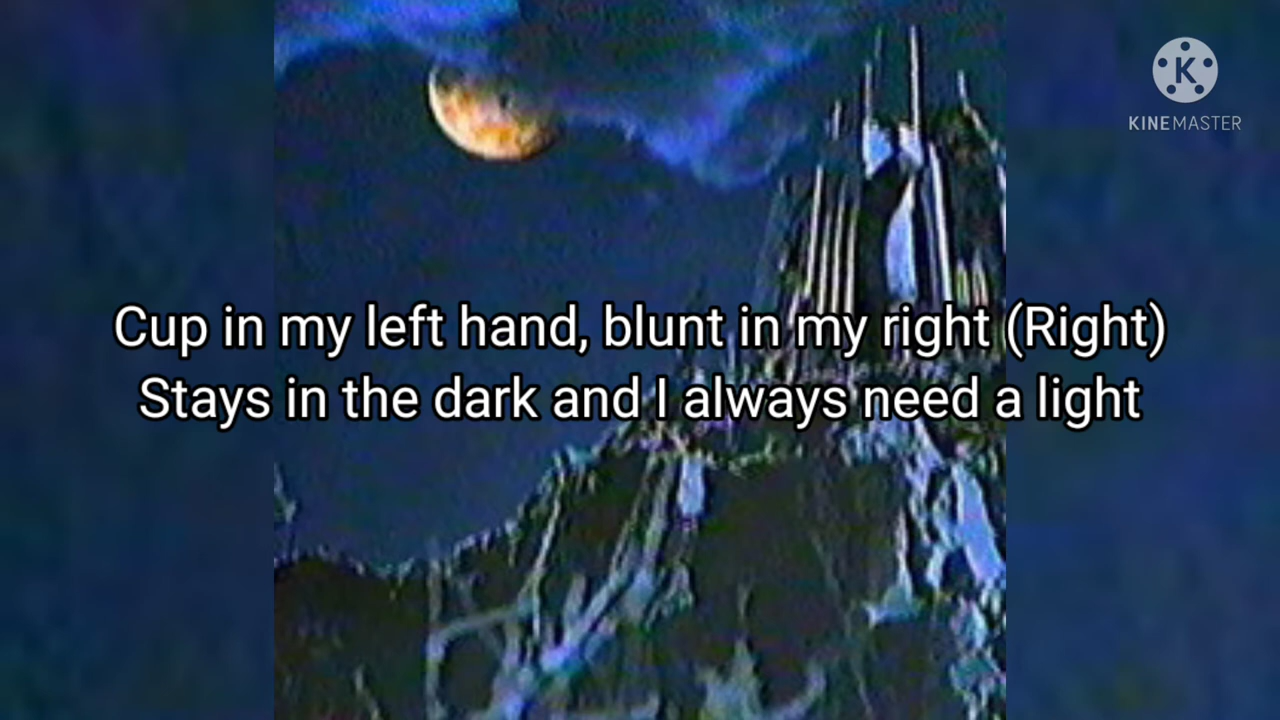 KINEMASTER
Cup in my left hand, blunt in my right (Right)
Stays in the dark and I always need a light